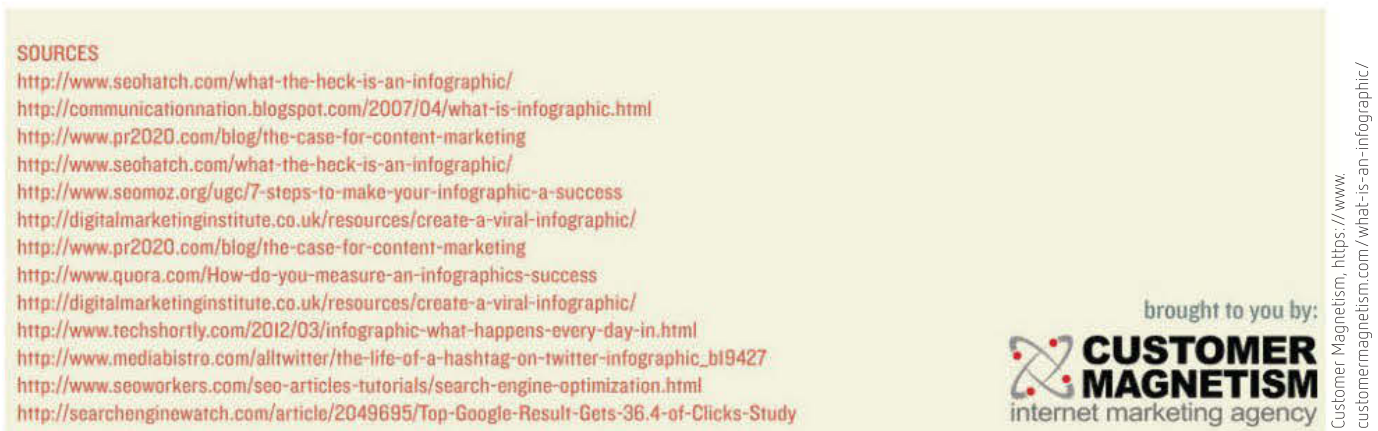 SOURCES
http://www.seohatch.com/what-the-heck-is-an-infographic/
http://communicationnation.blogspot.com/2007/04/what-is-infographic.html
http://www.pr2020.com/blog/the-case-for-content-marketing
http://www.seohatch.com/what-the-heck-is-an-infographic/
http://www.seomoz.org/ugc/7-steps-to-make-your-infographic-a-success
http://digitalmarketinginstitute.co.uk/resources/create-a-viral-infographic/
http://www.pr2020.com/blog/the-case-for-content-marketing
http://www.quora.com/How-do-you-measure-an-infographics-success
http://digitalmarketinginstitute.co.uk/resources/create-a-viral-infographic/
http://www.techshortly.com/2012/03/infographic-what-happens-every-day-in.html
http://www.mediabistro.com/alltwitter/the-life-of-a-hashtag-on-twitter-infographic_b19427
http://www.seoworkers.com/seo-articles-tutorials/search-engine-optimization.html
http://searchenginewatch.com/article/2049695/Top-Google-Result-Gets-36.4-of-Clicks-Study
brought to you by:
CUSTOMER
MAGNETISM
internet marketing agency
Customer Magnetism, https://www.
customermagnetism.com/what-is-an-infographic/